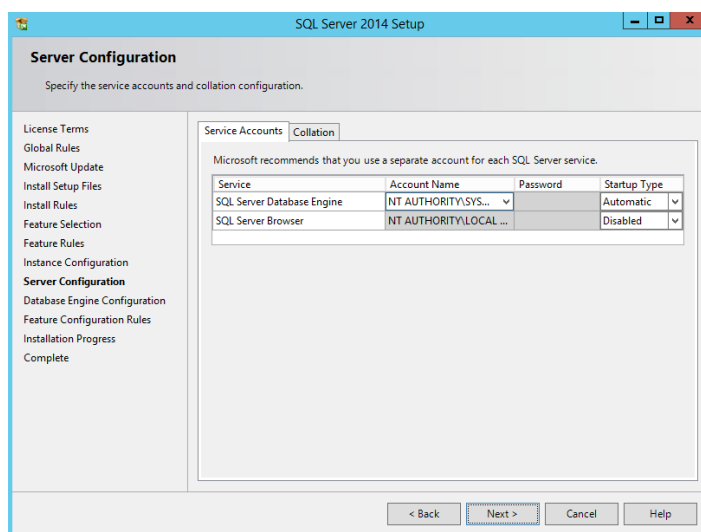 SQL Server 2014 Setup
Server Configuration
Specify the service accounts and collation configuration.
License Terms
Global Rules
Microsoft Update
Install Setup Files
Install Rules
Feature Selection
Feature Rules
Instance Configuration
Server Configuration
Database Engine Configuration
Feature Configuration Rules
Installation Progress
Complete
Service Accounts Collation
Microsoft recommends that you use a separate account for each SQL Server service.
Service Account Name Password Startup Type
SQL Server Database Engine NT AUTHORITY\SYS... Automatic
SQL Server Browser NT AUTHORITY\LOCAL ... Disabled
< Back Next > Cancel Help